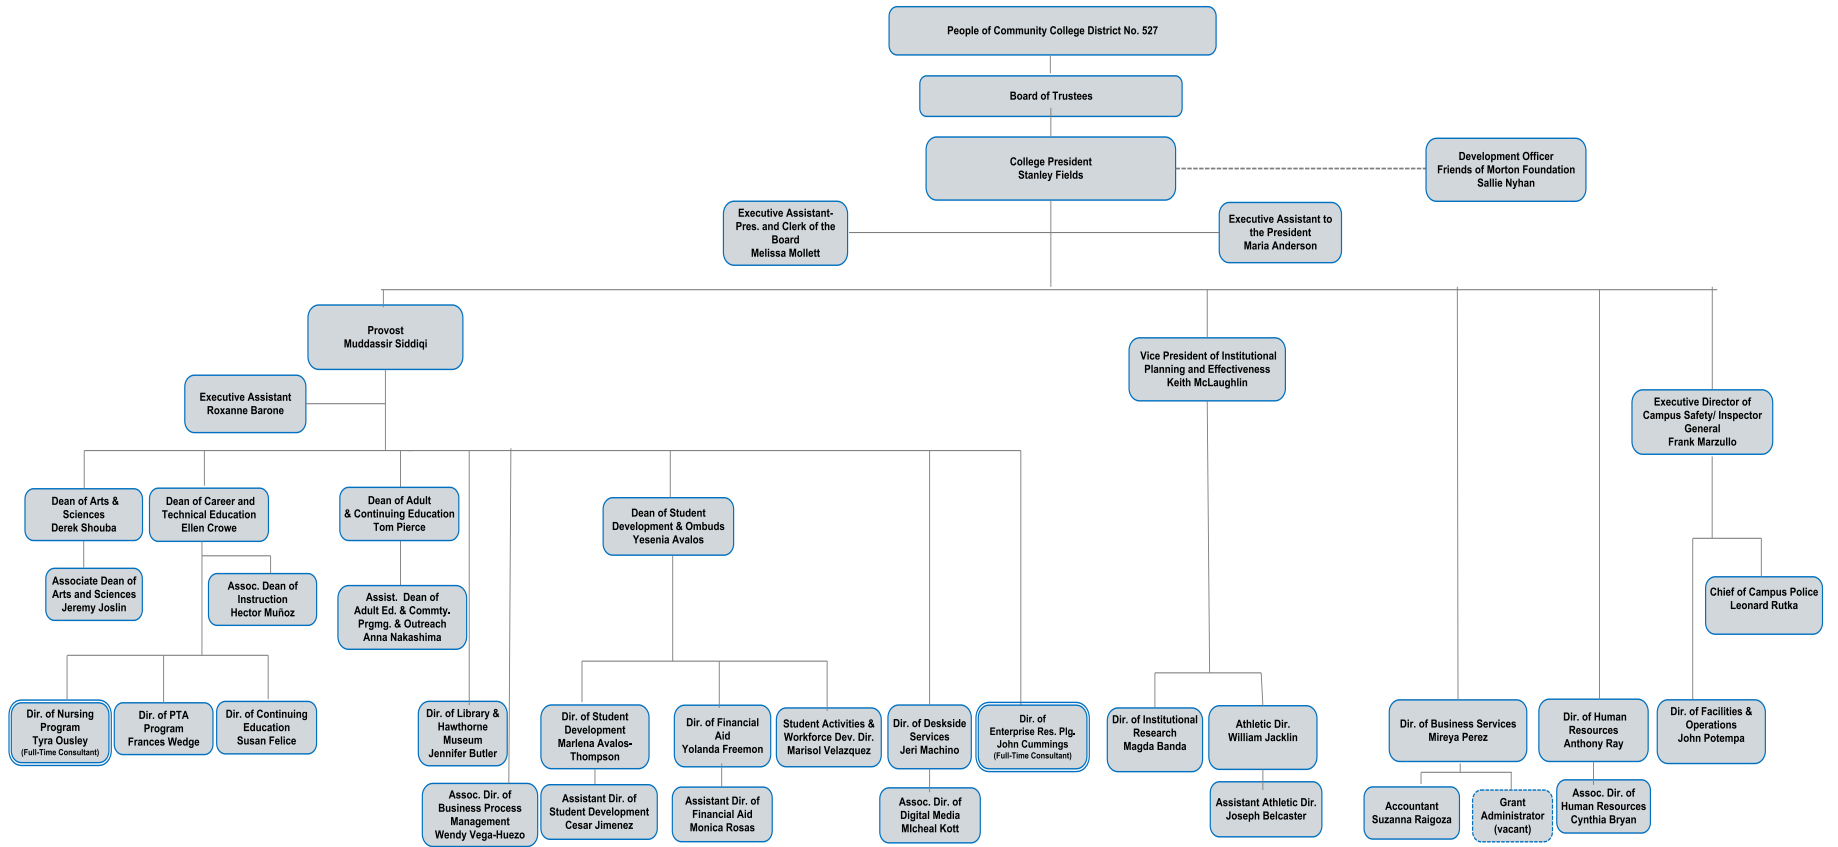 People of Community College District No. 527
Board of Trustees
College President
Stanley Fields
Development Officer
Friends of Morton Foundation
Sallie Nyhan
Executive Assistant-
Pres. and Clerk of the
Board
Melissa Mollett
Executive Assistant to
the President
Maria Anderson
Provost
Muddassir Siddiqi
Vice President of Institutional
Planning and Effectiveness
Keith McLaughlin
Executive Assistant
Roxanne Barone
Executive Director of
Campus Safety/ Inspector
General
Frank Marzullo
Dean of Arts &
Sciences
Derek Shouba
Dean of Career and
Technical Education
Ellen Crowe
Dean of Adult
& Continuing Education
Tom Pierce
Dean of Student
Development & Ombuds
Yesenia Avalos
Associate Dean of
Arts and Sciences
Jeremy Joslin
Assoc. Dean of
Instruction
Hector Muñoz
Assist.  Dean of
Adult Ed. & Commty.
Prgmg. & Outreach
Anna Nakashima
Chief of Campus Police
Leonard Rutka
Dir. of Nursing
Program
Tyra Ousley
(Full-Time Consultant)
Dir. of PTA
Program
Frances Wedge
Dir. of Continuing
Education
Susan Felice
Dir. of Library &
Hawthorne
Museum
Jennifer Butler
Dir. of Student
Development
Marlena Avalos-
Thompson
Dir. of Financial
Aid
Yolanda Freemon
Student Activities &
Workforce Dev. Dir.
Marisol Velazquez
Dir. of Deskside
Services
Jeri Machino
Dir. of
Enterprise Res. Plg.
John Cummings
(Full-Time Consultant)
Dir. of Institutional
Research
Magda Banda
Athletic Dir.
William Jacklin
Dir. of Business Services
Mireya Perez
Dir. of Human
Resources
Anthony Ray
Dir. of Facilities &
Operations
John Potempa
Assoc. Dir. of
Business Process
Management
Wendy Vega-Huezo
Assistant Dir. of
Student Development
Cesar Jimenez
Assistant Dir. of
Financial Aid
Monica Rosas
Assoc. Dir. of
Digital Media
MIcheal Kott
Assistant Athletic Dir.
Joseph Belcaster
Accountant
Suzanna Raigoza
Grant
Administrator
(vacant)
Assoc. Dir. of
Human Resources
Cynthia Bryan